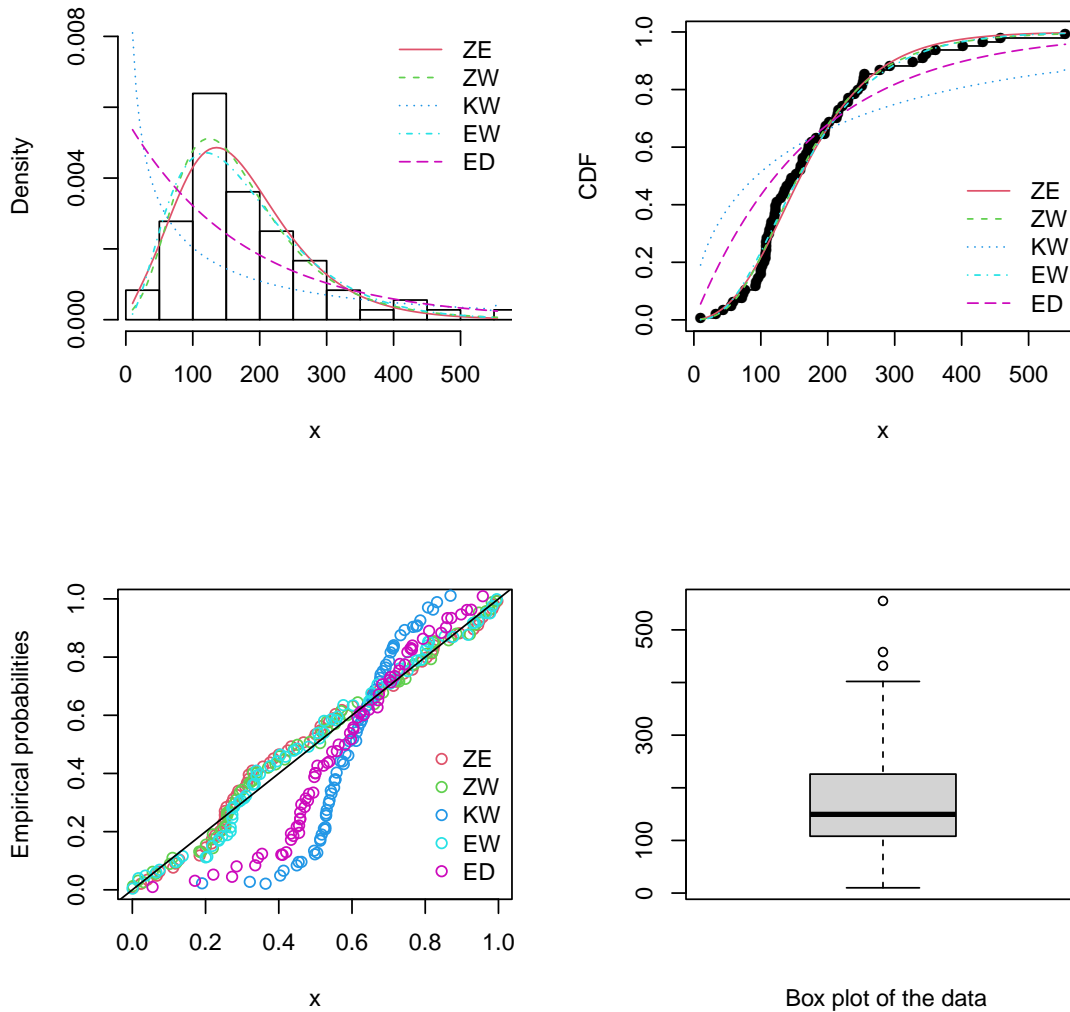 Density
0.000
0.004
0.008
0 100 200 300 400 500
x
ZE
ZW
KW
EW
ED
CDF
0.0 0.2 0.4 0.6 0.8 1.0
0 100 200 300 400 500
x
ZE
ZW
KW
EW
ED
Empirical probabilities
0.0 0.2 0.4 0.6 0.8 1.0
0.0 0.2 0.4 0.6 0.8 1.0
x
ZE
ZW
KW
EW
ED
0 100 300 500
Box plot of the data